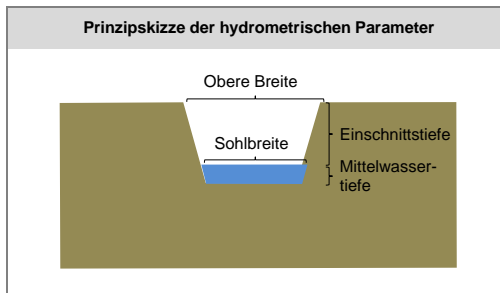 Prinzipskizze der hydrometrischen Parameter
Obere Breite
Sohlbreite
Einschnittstiefe
Mittelwasser-
tiefe